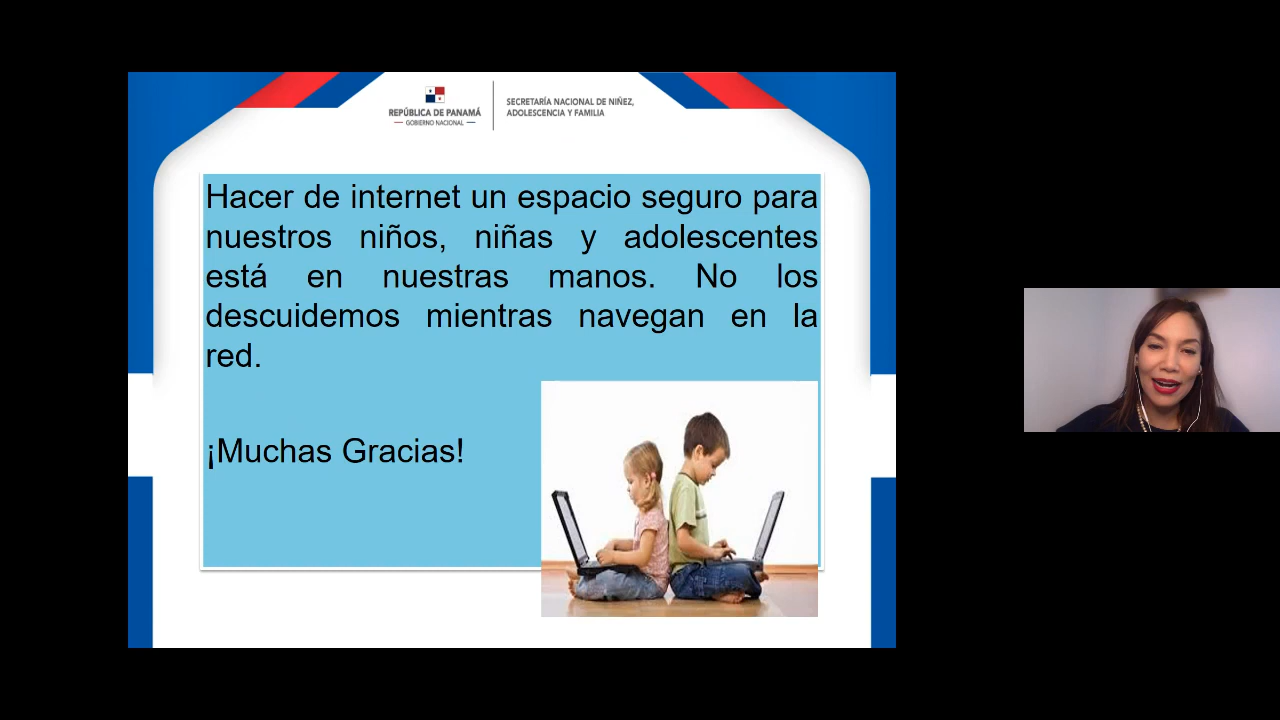 REPÚBLICA DE PANAMÁ
— GOBIERNO NACIONAL —
SECRETARÍA NACIONAL DE NIÑEZ,
ADOLESCENCIA Y FAMILIA
Hacer de internet un espacio seguro para
nuestros niños, niñas y adolescentes
está en nuestras manos. No los
descuidemos mientras navegan en la
red.
¡Muchas Gracias!